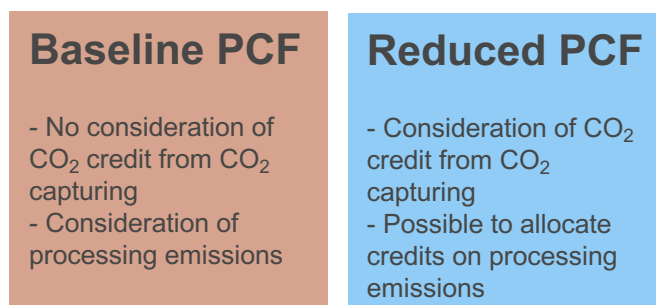 Baseline PCF
- No consideration of
CO₂ credit from CO₂
capturing
- Consideration of
processing emissions
Reduced PCF
- Consideration of CO₂
credit from CO₂
capturing
- Possible to allocate
credits on processing
emissions